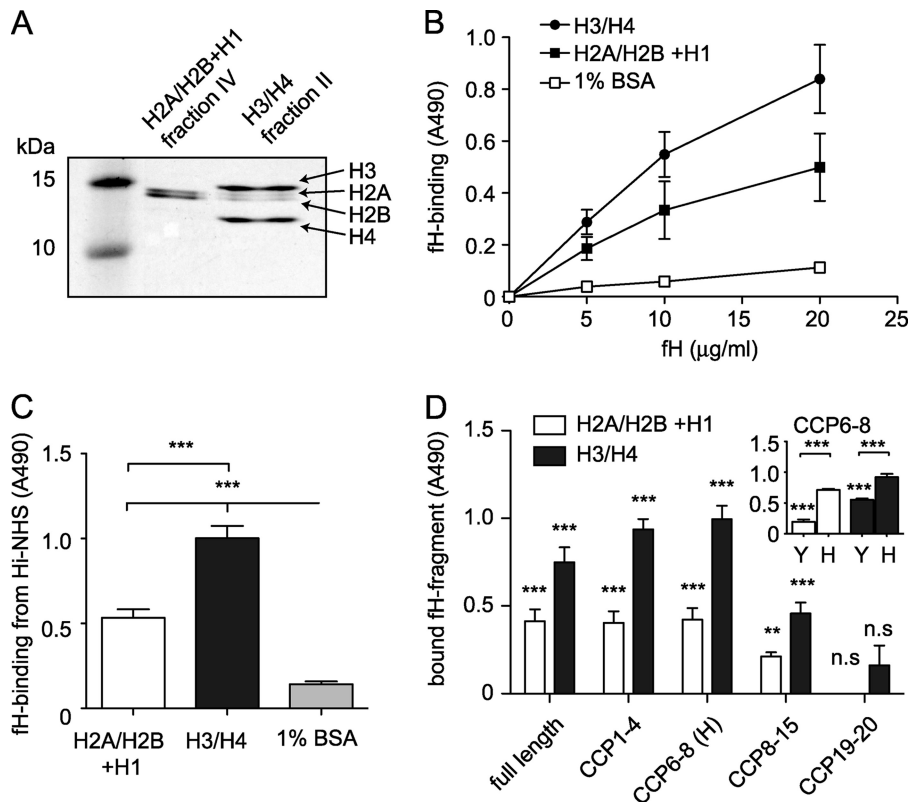 A
H2A/H2B+H1
fraction IV
H3/H4
fraction II
kDa
15
10
H3
H2A
H2B
H4
B
H3/H4
H2A/H2B +H1
1% BSA
fH-binding (A490)
1.0
0.8
0.6
0.4
0.2
0.0
0 5 10 15 20 25
fH (μg/ml)
C
fH-binding from Hi-NHS (A490)
1.5
1.0
0.5
0
***
***
H2A/H2B
+H1
H3/H4
1% BSA
D
H2A/H2B +H1
H3/H4
bound fH-fragment (A490)
1.5
1.0
0.5
0
*** *** *** *** *** *** ** *** n.s n.s
full length
CCP1-4
CCP6-8 (H)
CCP8-15
CCP19-20
CCP6-8
1.5
1.0
0.5
0
*** ***
*** ***
Y H Y H